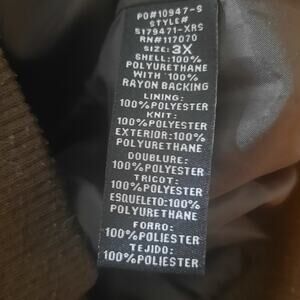 PO#10947-S
STYLE#
S179471-XRS
RN#117070
SIZE: 3X
SHELL:100%
POLYURETHANE
WITH 100%
RAYON BACKING
LINING:
100%POLYESTER
KNIT:
100%POLYESTER
EXTERIOR:100%
POLYURETHANE
DOUBLURE:
100%POLYESTER
TRICOT:
100%POLYESTER
ESQUELETO:100%
POLYURETHANE
FORRO:
100%POLIESTER
TEJIDO:
100%POLIESTER